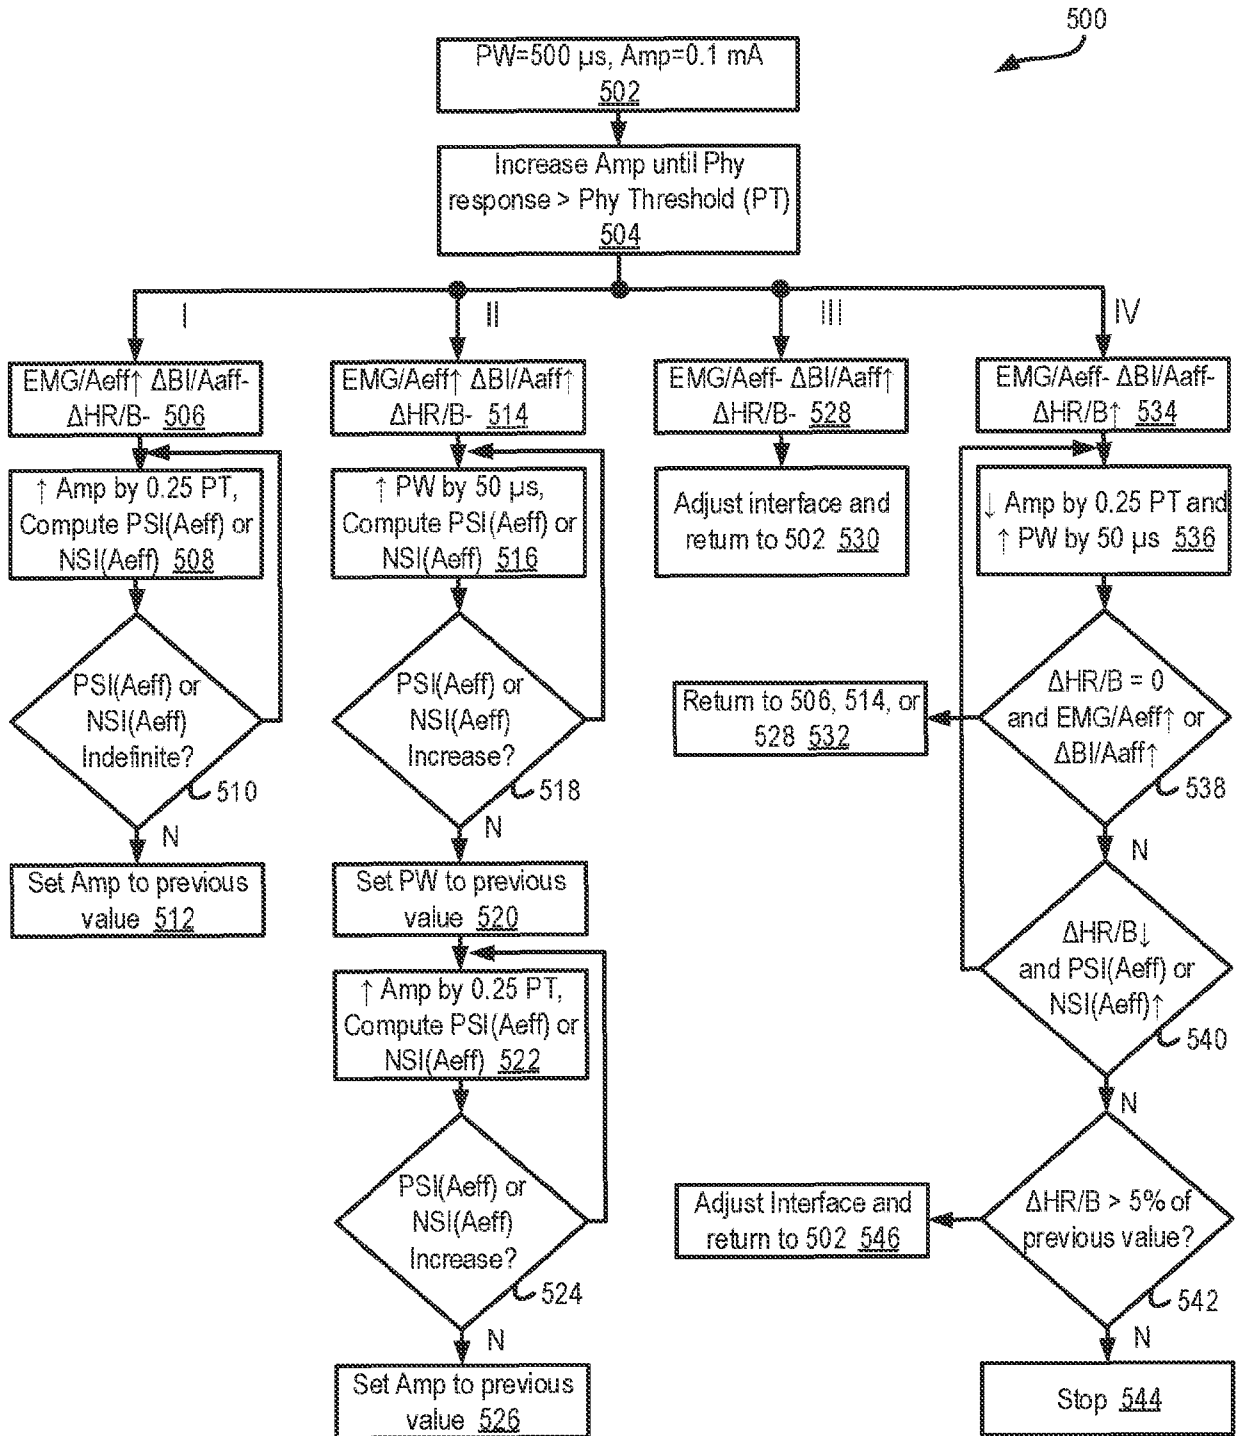 500
PW=500 µs, Amp=0.1 mA
502
Increase Amp until Phy
response > Phy Threshold (PT)
504
I
II
III
IV
EMG/Aeff↑ ΔBI/Aaff-
ΔHR/B- 506
↑ Amp by 0.25 PT,
Compute PSI(Aeff) or
NSI(Aeff) 508
PSI(Aeff) or
NSI(Aeff)
Indefinite?
510
N
Set Amp to previous
value 512
EMG/Aeff↑ ΔBI/Aaff↑
ΔHR/B- 514
↑ PW by 50 µs,
Compute PSI(Aeff) or
NSI(Aeff) 516
PSI(Aeff) or
NSI(Aeff)
Increase?
518
N
Set PW to previous
value 520
↑ Amp by 0.25 PT,
Compute PSI(Aeff) or
NSI(Aeff) 522
PSI(Aeff) or
NSI(Aeff)
Increase?
524
N
Set Amp to previous
value 526
EMG/Aeff- ΔBI/Aaff↑
ΔHR/B- 528
Adjust interface and
return to 502 530
Return to 506, 514, or
528 532
EMG/Aeff- ΔBI/Aaff-
ΔHR/B↑ 534
↓ Amp by 0.25 PT and
↑ PW by 50 µs 536
ΔHR/B = 0
and EMG/Aeff↑ or
ΔBI/Aaff↑
538
N
ΔHR/B↓
and PSI(Aeff) or
NSI(Aeff)↑
540
N
ΔHR/B > 5% of
previous value?
542
N
Adjust Interface and
return to 502 546
Stop 544